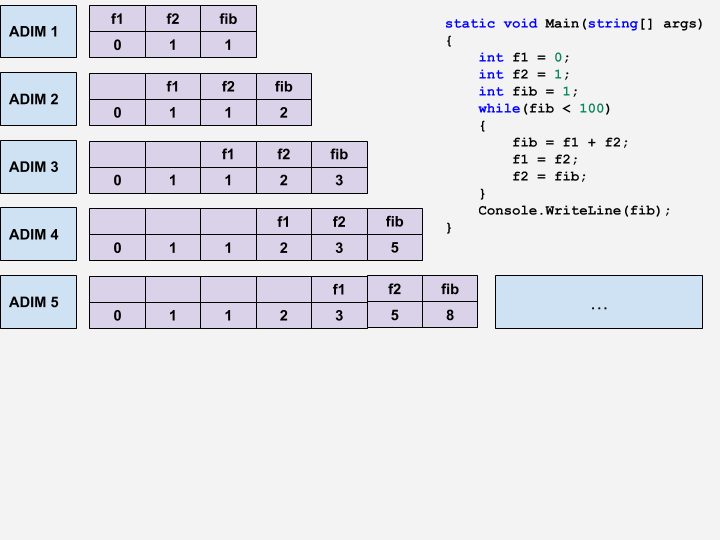 ADIM 1
f1 f2 fib
0 1 1
ADIM 2
f1 f2 fib
0 1 1 2
ADIM 3
f1 f2 fib
0 1 1 2 3
ADIM 4
f1 f2 fib
0 1 1 2 3 5
ADIM 5
f1 f2 fib
0 1 1 2 3 5 8
...
static void Main(string[] args)
{
    int f1 = 0;
    int f2 = 1;
    int fib = 1;
    while(fib < 100)
    {
        fib = f1 + f2;
        f1 = f2;
        f2 = fib;
    }
    Console.WriteLine(fib);
}